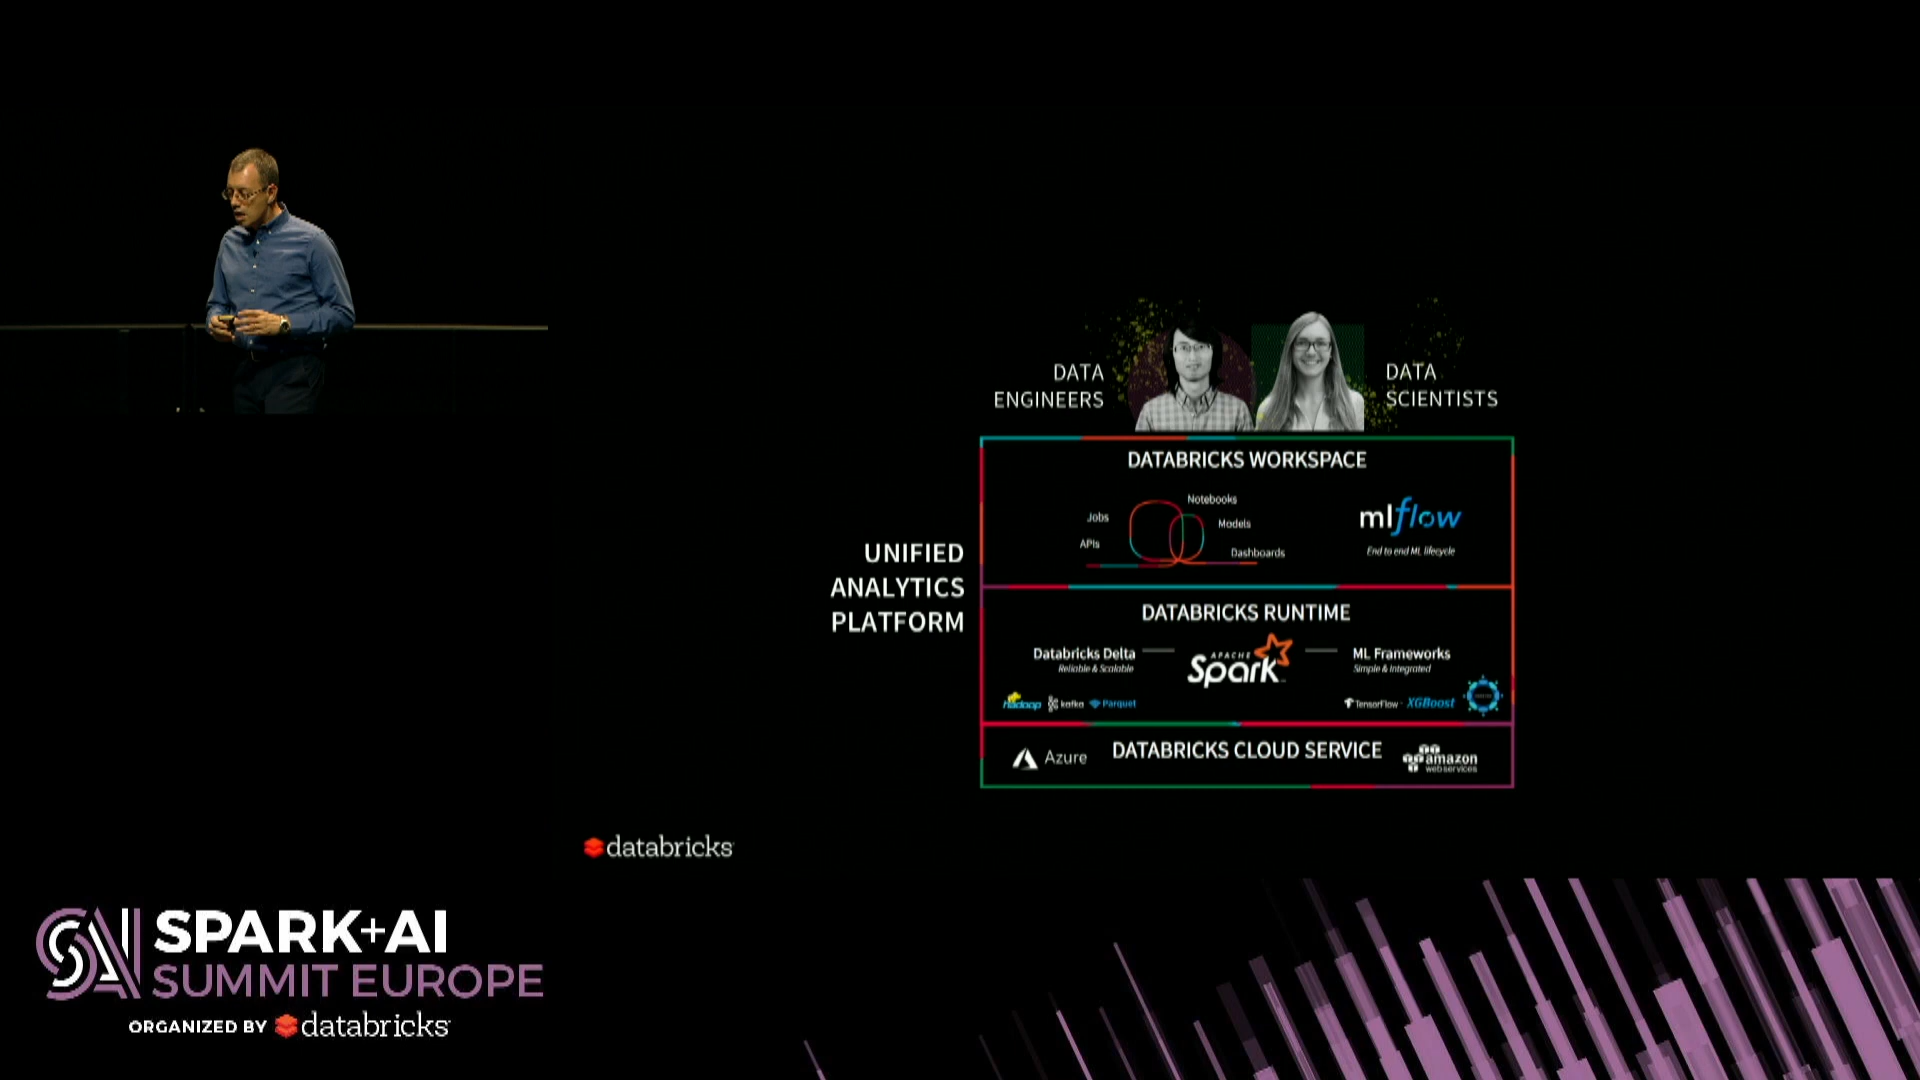 DATA
ENGINEERS
DATA
SCIENTISTS
UNIFIED
ANALYTICS
PLATFORM
DATABRICKS WORKSPACE
Jobs
APIs
Notebooks
Models
Dashboards
mlflow
End to end ML lifecycle
DATABRICKS RUNTIME
Databricks Delta
Reliable & Scalable
APACHE
Spark
ML Frameworks
Simple & Integrated
hadoop
kafka
Parquet
TensorFlow
XGBoost
Azure
DATABRICKS CLOUD SERVICE
amazon
webservices
databricks
SAI
SPARK+AI
SUMMIT EUROPE
ORGANIZED BY databricks